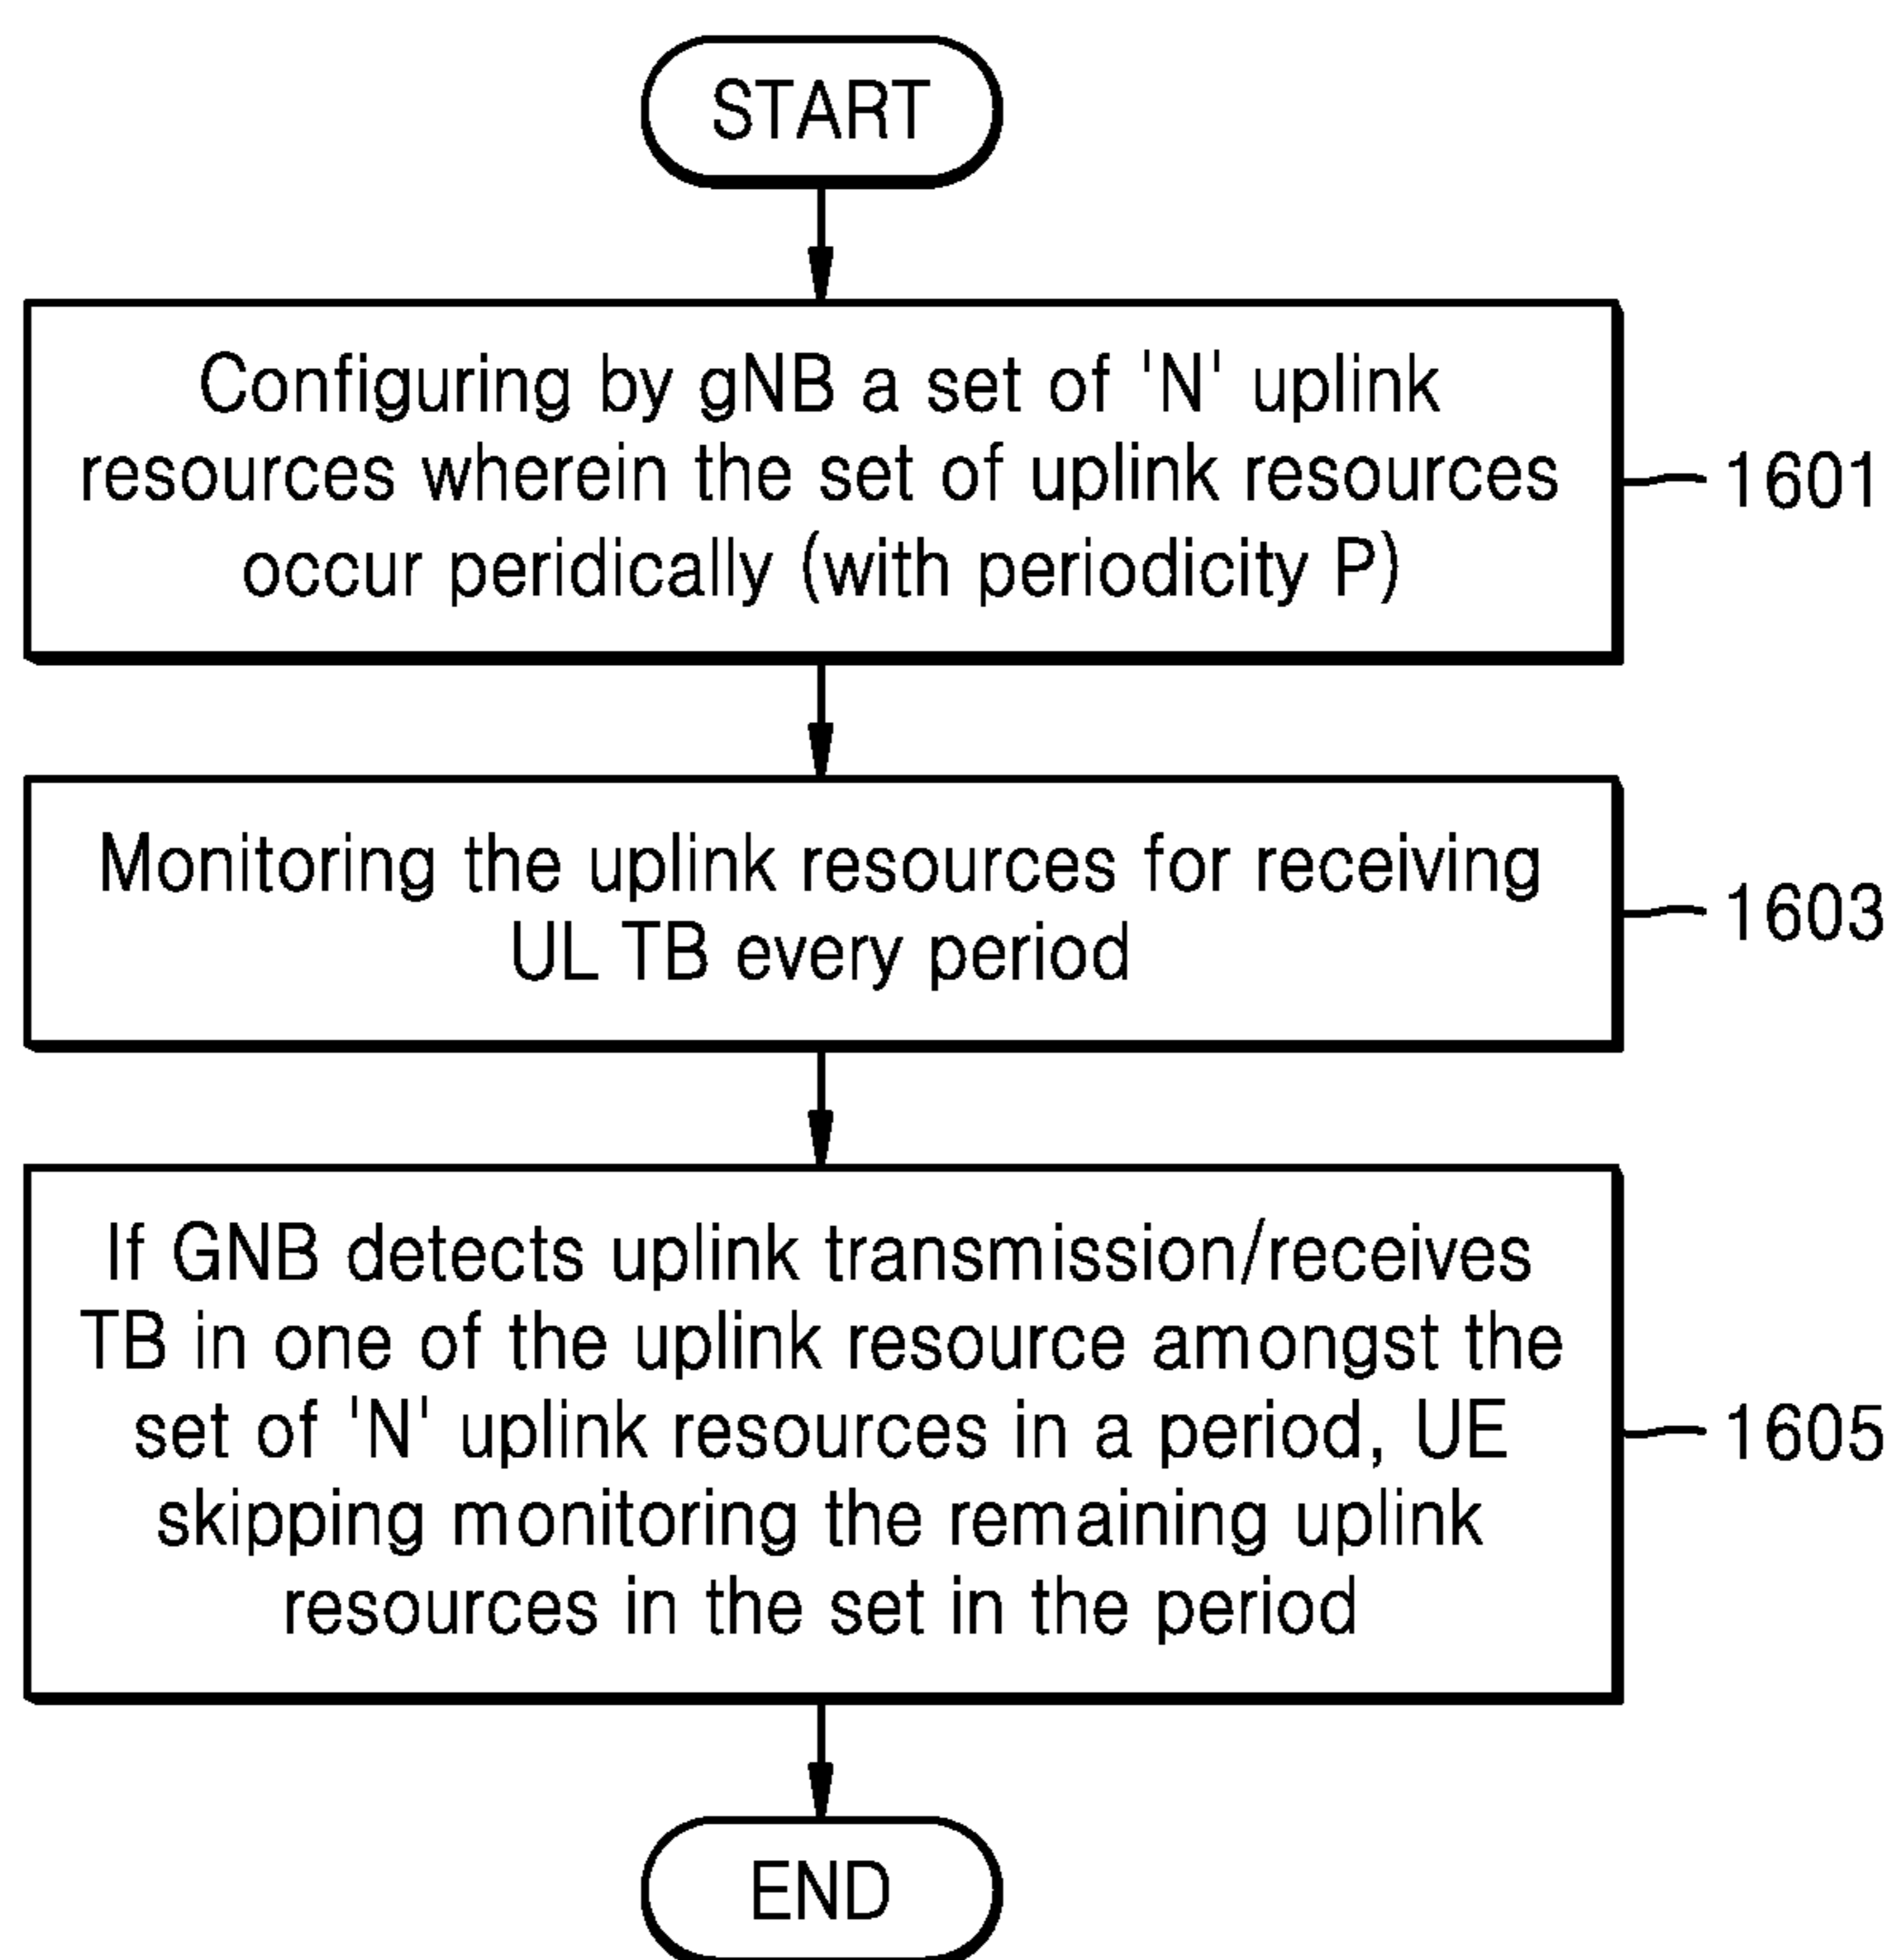 START
Configuring by gNB a set of 'N' uplink
resources wherein the set of uplink resources
occur peridically (with periodicity P)
1601
Monitoring the uplink resources for receiving
UL TB every period
1603
If GNB detects uplink transmission/receives
TB in one of the uplink resource amongst the
set of 'N' uplink resources in a period, UE
skipping monitoring the remaining uplink
resources in the set in the period
1605
END